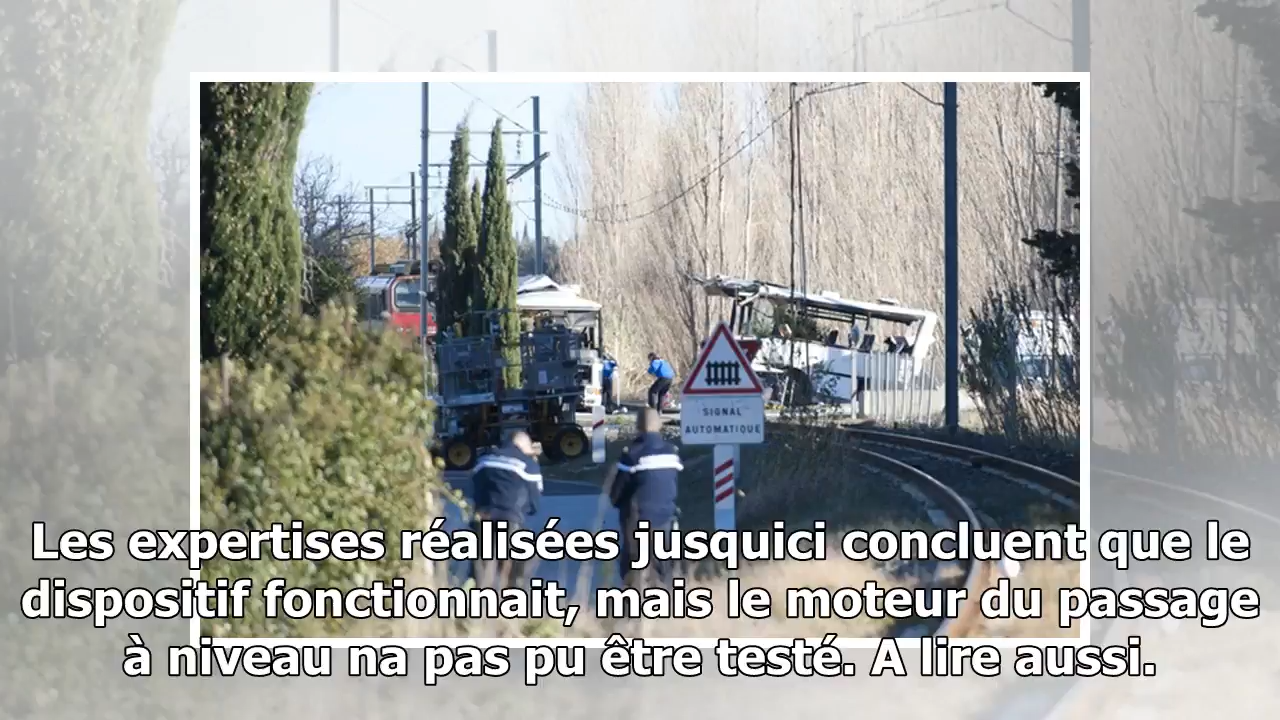 SIGNAL
AUTOMATIQUE
Les expertises réalisées jusquici concluent que le
dispositif fonctionnait, mais le moteur du passage
à niveau na pas pu être testé. A lire aussi.